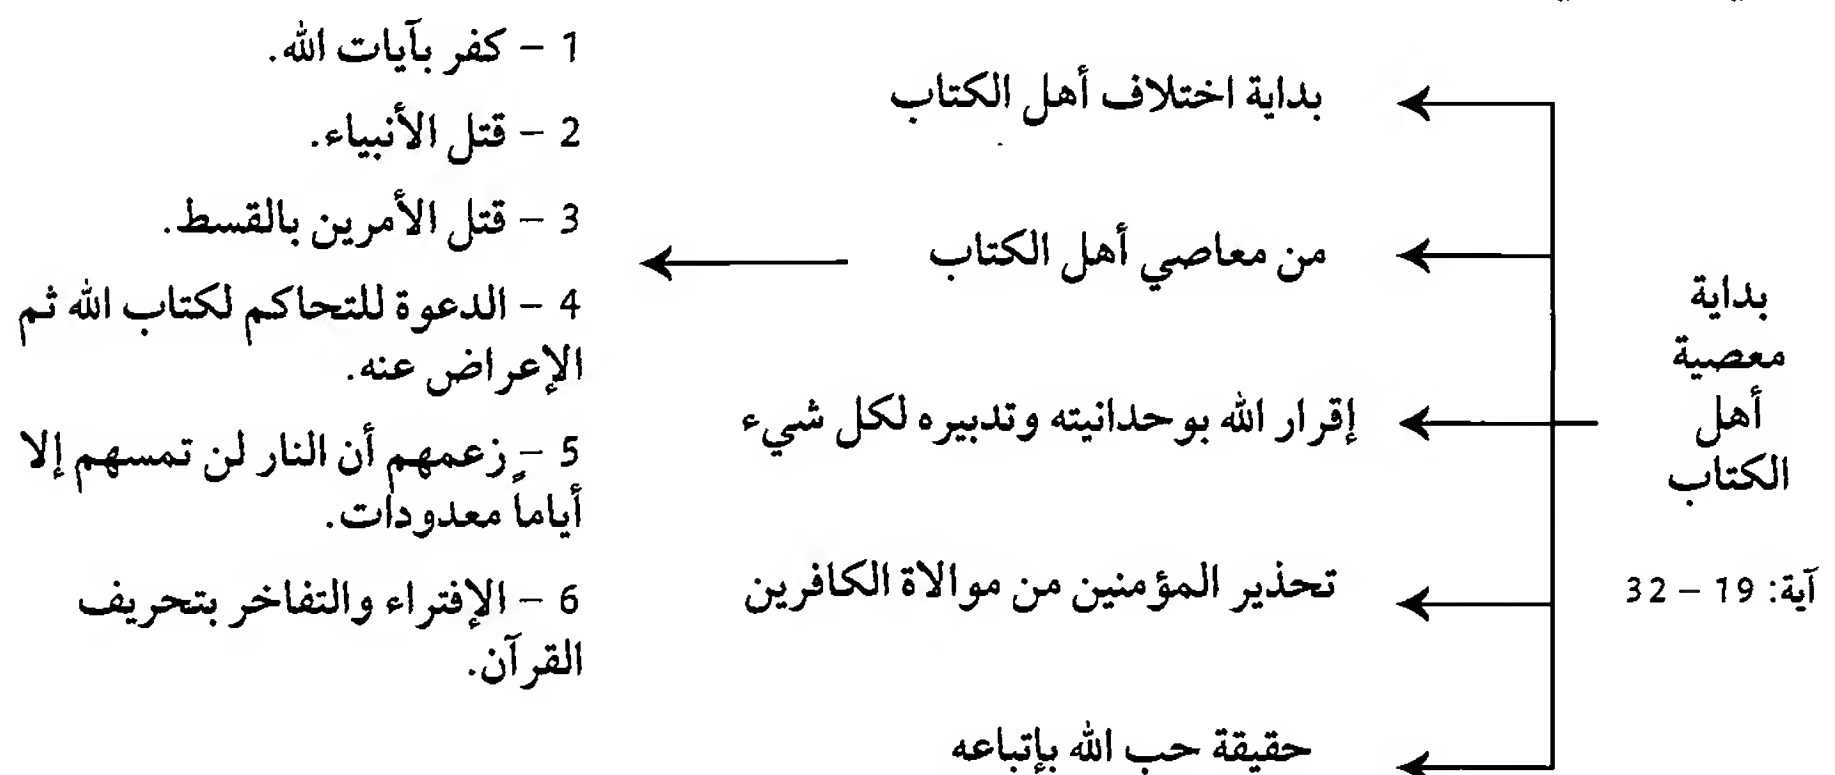 بداية
معصية
أهل
الكتاب
آية: 19 – 32
بداية اختلاف أهل الكتاب
من معاصي أهل الكتاب
إقرار الله بوحدانيته وتدبيره لكل شيء
تحذير المؤمنين من موالاة الكافرين
حقيقة حب الله بإتباعه
1 – كفر بآيات الله.
2 – قتل الأنبياء.
3 – قتل الأمرين بالقسط.
4 – الدعوة للتحاكم لكتاب الله ثم
الإعراض عنه.
5 – زعمهم أن النار لن تمسهم إلا
أياماً معدودات.
6 – الإفتراء والتفاخر بتحريف
القرآن.